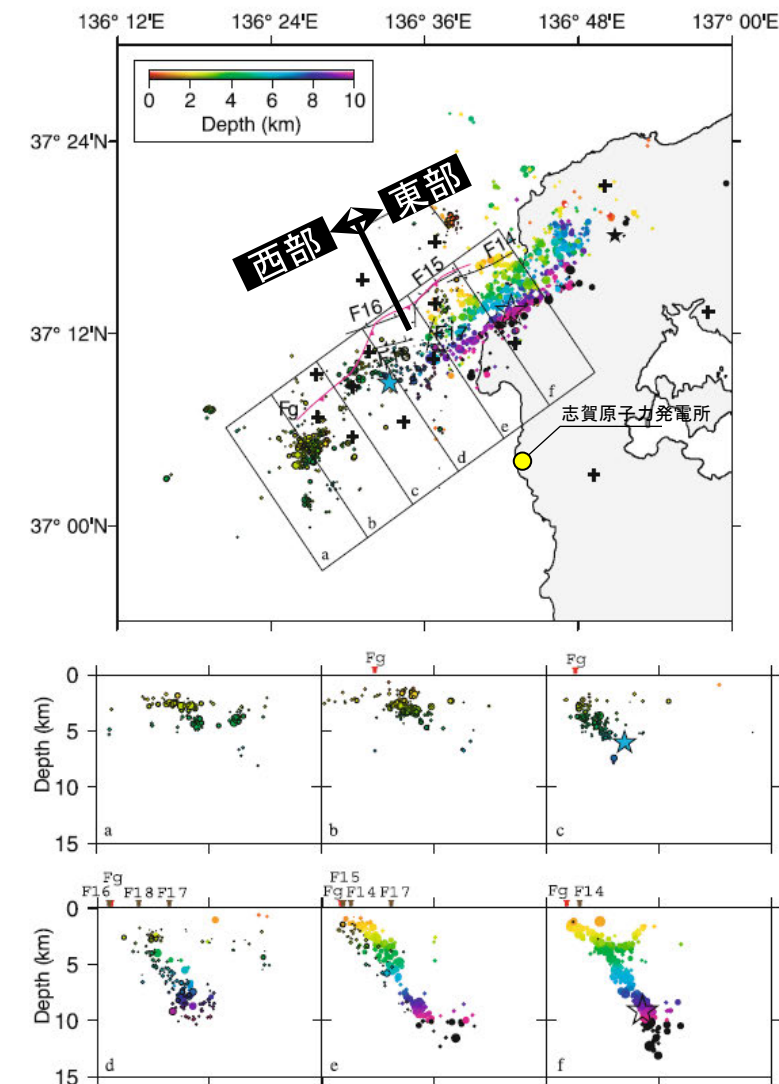 136° 12'E 136° 24'E 136° 36'E 136° 48'E 137° 00'E
0 2 4 6 8 10
Depth (km)
37° 24'N
東部
西部
F14
F15
F16
37° 12'N
F17
Fg
f
志賀原子力発電所
e
d
c
37° 00'N
b
a
Fg Fg
0
5
10
15
Depth (km)
a b c
Fg F15
F16 F18 F17 Fg F14 F17 Fg F14
0
5
10
15
Depth (km)
d e f